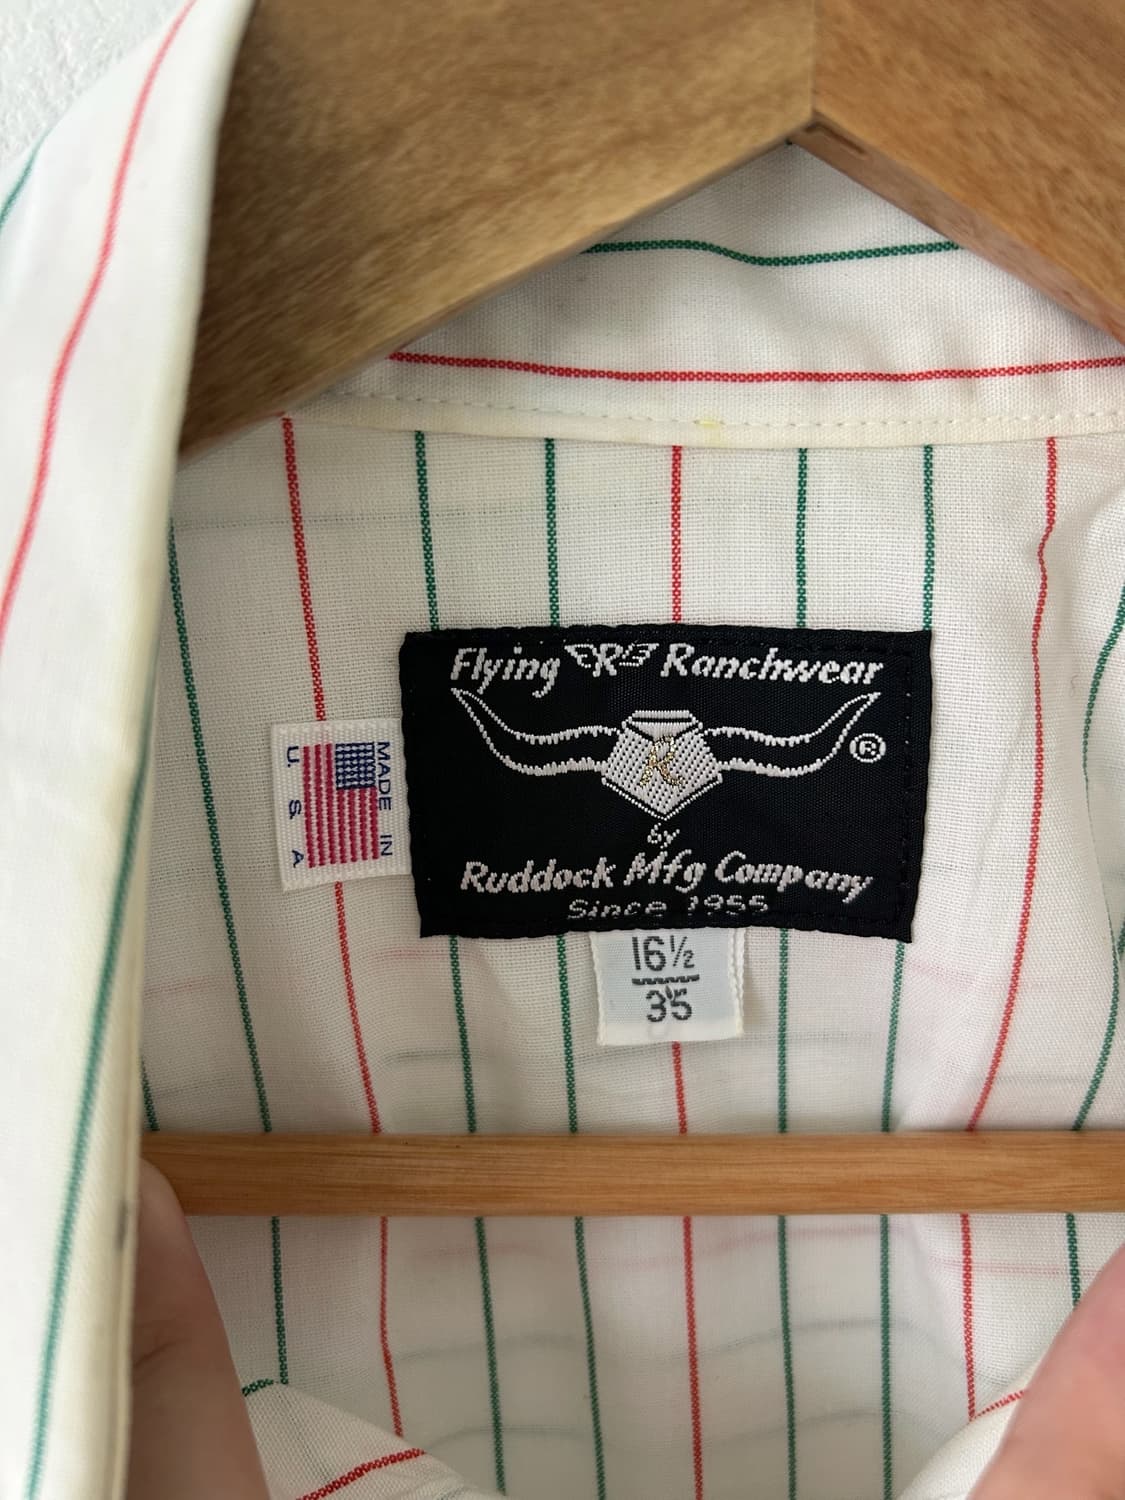 Flying R Ranchwear
R
®
by
Ruddock Mfg Company
Since 1955
MADE IN
U. S. A
16½
35